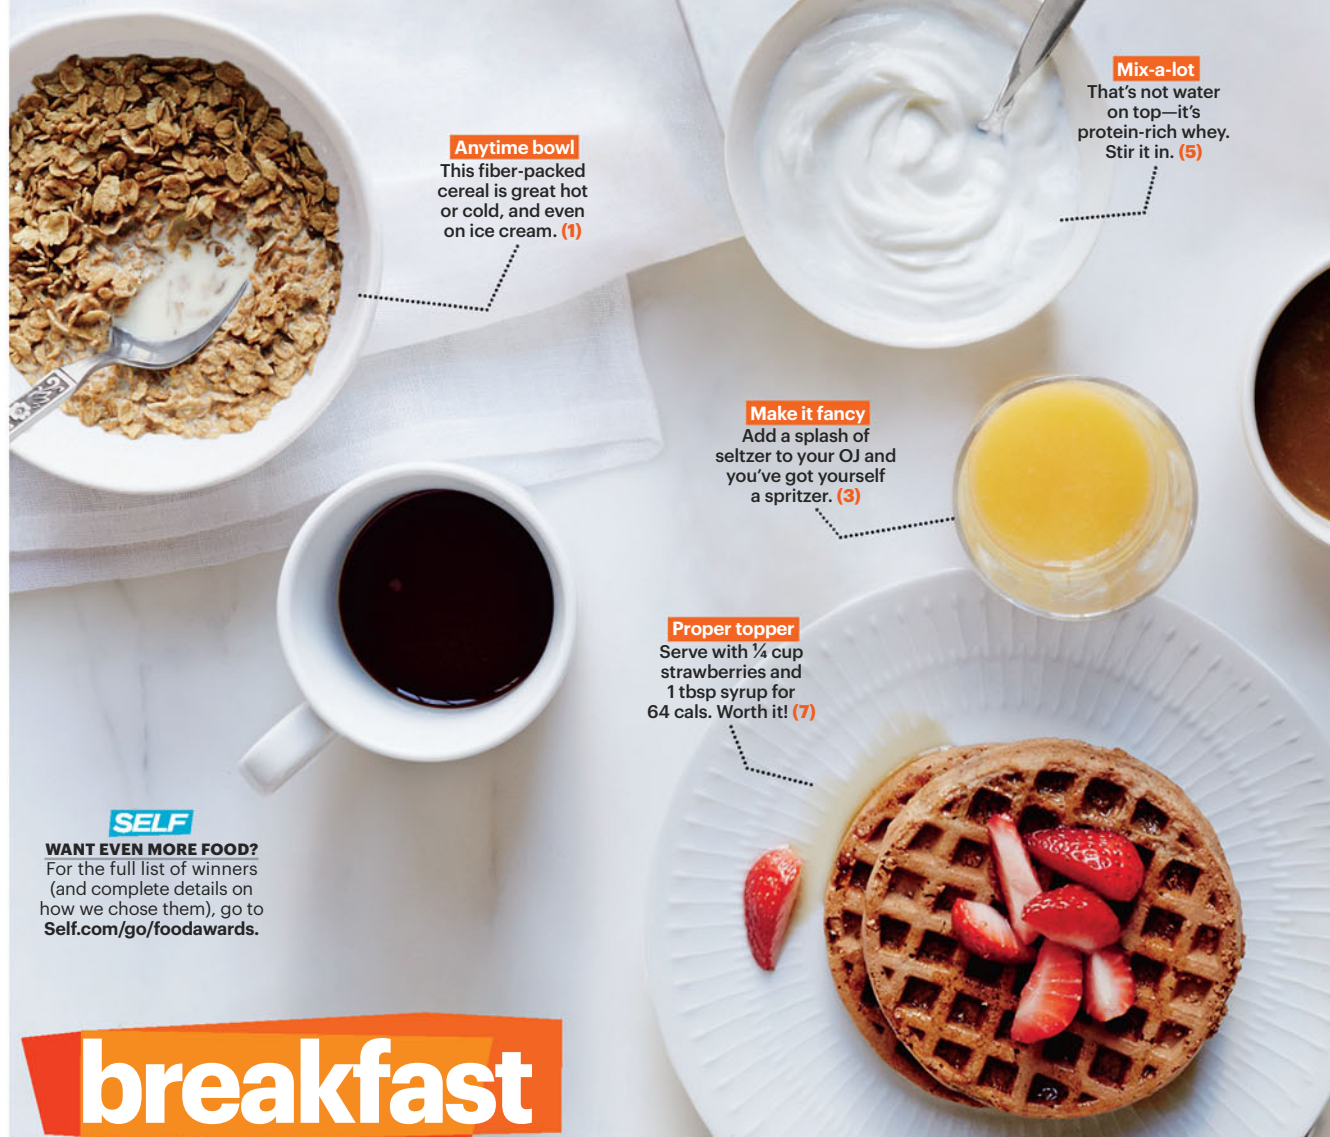 Mix-a-lot
That's not water
on top—it's
protein-rich whey.
Stir it in. (5)
Anytime bowl
This fiber-packed
cereal is great hot
or cold, and even
on ice cream. (1)
Make it fancy
Add a splash of
seltzer to your OJ and
you've got yourself
a spritzer. (3)
Proper topper
Serve with ¼ cup
strawberries and
1 tbsp syrup for
64 cals. Worth it! (7)
SELF
WANT EVEN MORE FOOD?
For the full list of winners
(and complete details on
how we chose them), go to
Self.com/go/foodawards.
breakfast